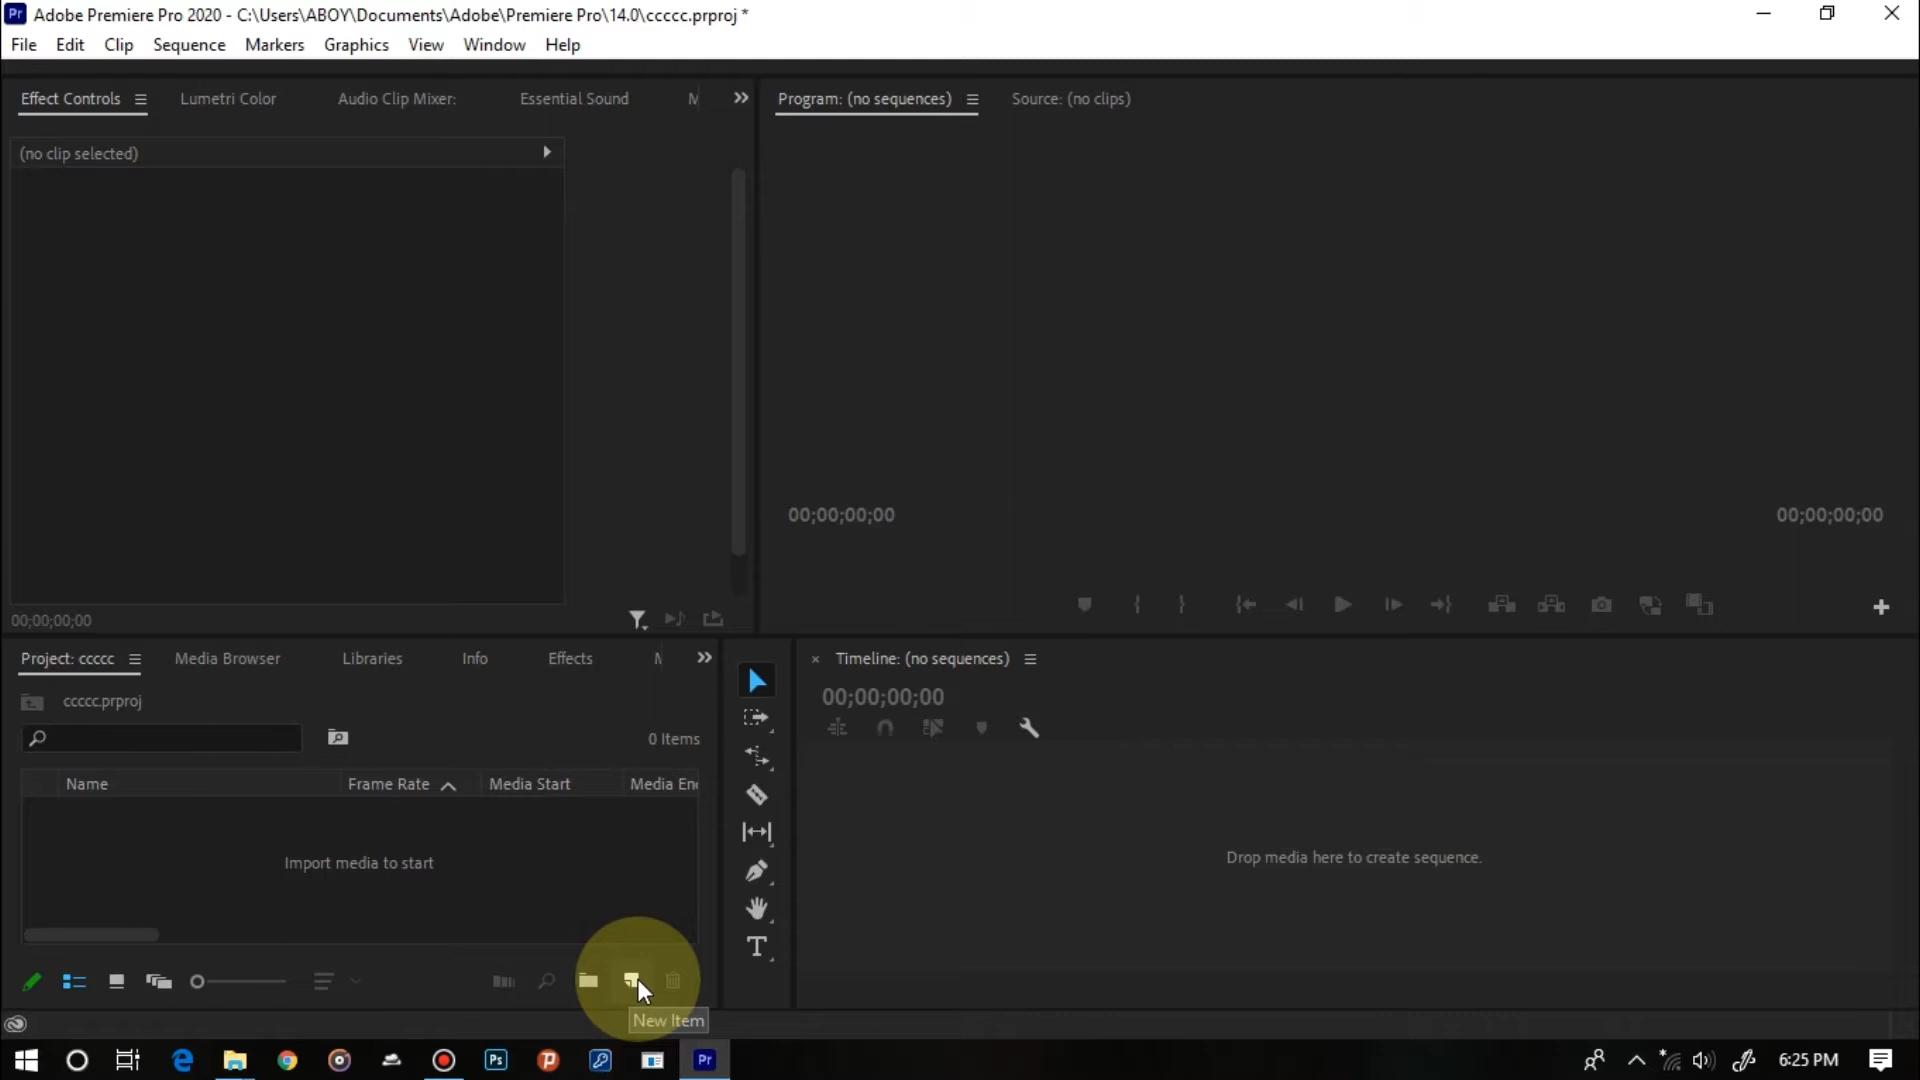 Adobe Premiere Pro 2020 - C:\Users\ABOY\Documents\Adobe\Premiere Pro\14.0\ccccc.prproj *
File Edit Clip Sequence Markers Graphics View Window Help
Effect Controls Lumetri Color Audio Clip Mixer: Essential Sound
Program: (no sequences) Source: (no clips)
(no clip selected)
00;00;00;00 00;00;00;00
00;00;00;00
Project: ccccc Media Browser Libraries Info Effects
Timeline: (no sequences)
ccccc.prproj
00;00;00;00
0 Items
Name Frame Rate Media Start Media En
Import media to start
Drop media here to create sequence.
New Item
6:25 PM